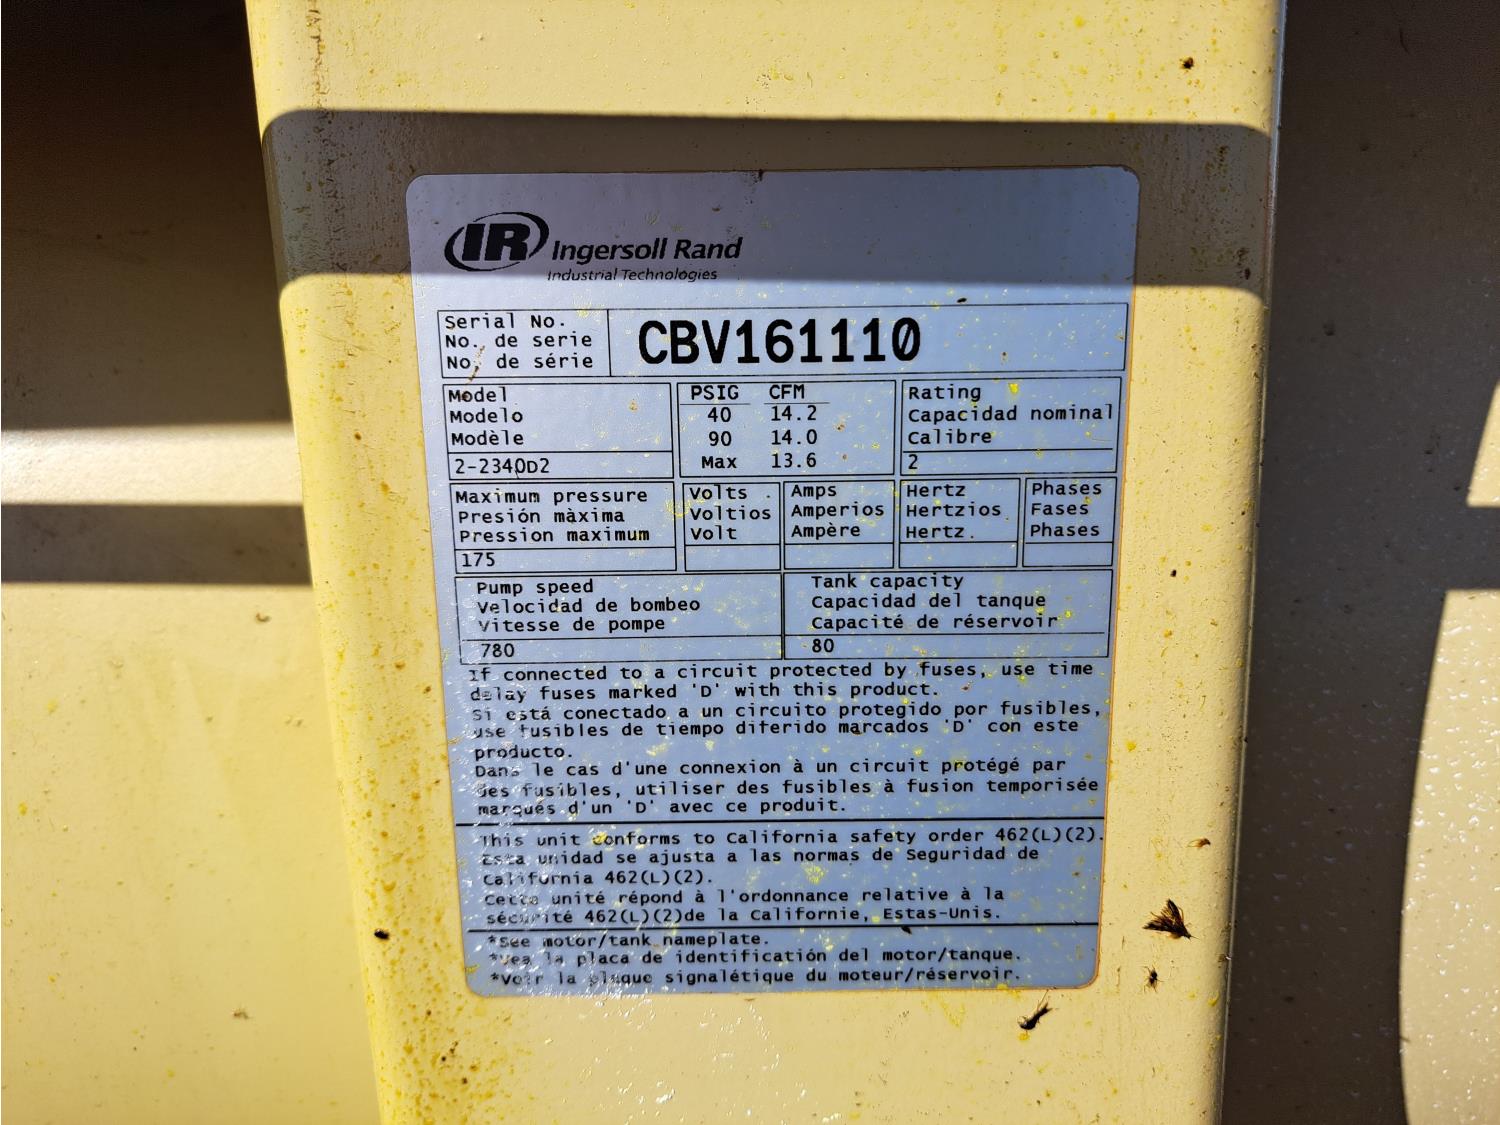 IR Ingersoll Rand
Industrial Technologies
Serial No.
No. de serie
No. de série
CBV161110
Model
Modelo
Modèle
2-2340D2
PSIG CFM
40 14.2
90 14.0
Max 13.6
Rating
Capacidad nominal
Calibre
2
Maximum pressure
Presión màxima
Pression maximum
175
Volts
Voltios
Volt
Amps
Amperios
Ampère
Hertz
Hertzios
Hertz
Phases
Fases
Phases
Pump speed
Velocidad de bombeo
Vitesse de pompe
780
Tank capacity
Capacidad del tanque
Capacité de réservoir
80
If connected to a circuit protected by fuses, use time
delay fuses marked 'D' with this product.
Si está conectado a un circuito protegido por fusibles,
use fusibles de tiempo diferido marcados 'D' con este
producto.
Dans le cas d'une connexion à un circuit protégé par
des fusibles, utiliser des fusibles à fusion temporisée
marqués d'un 'D' avec ce produit.
This unit conforms to California safety order 462(L)(2).
Esta unidad se ajusta a las normas de Seguridad de
California 462(L)(2).
Cette unité répond à l'ordonnance relative à la
sécurité 462(L)(2)de la Californie, Estas-Unis.
*See motor/tank nameplate.
*Vea la placa de identificación del motor/tanque.
*Voir la plaque signalétique du moteur/réservoir.